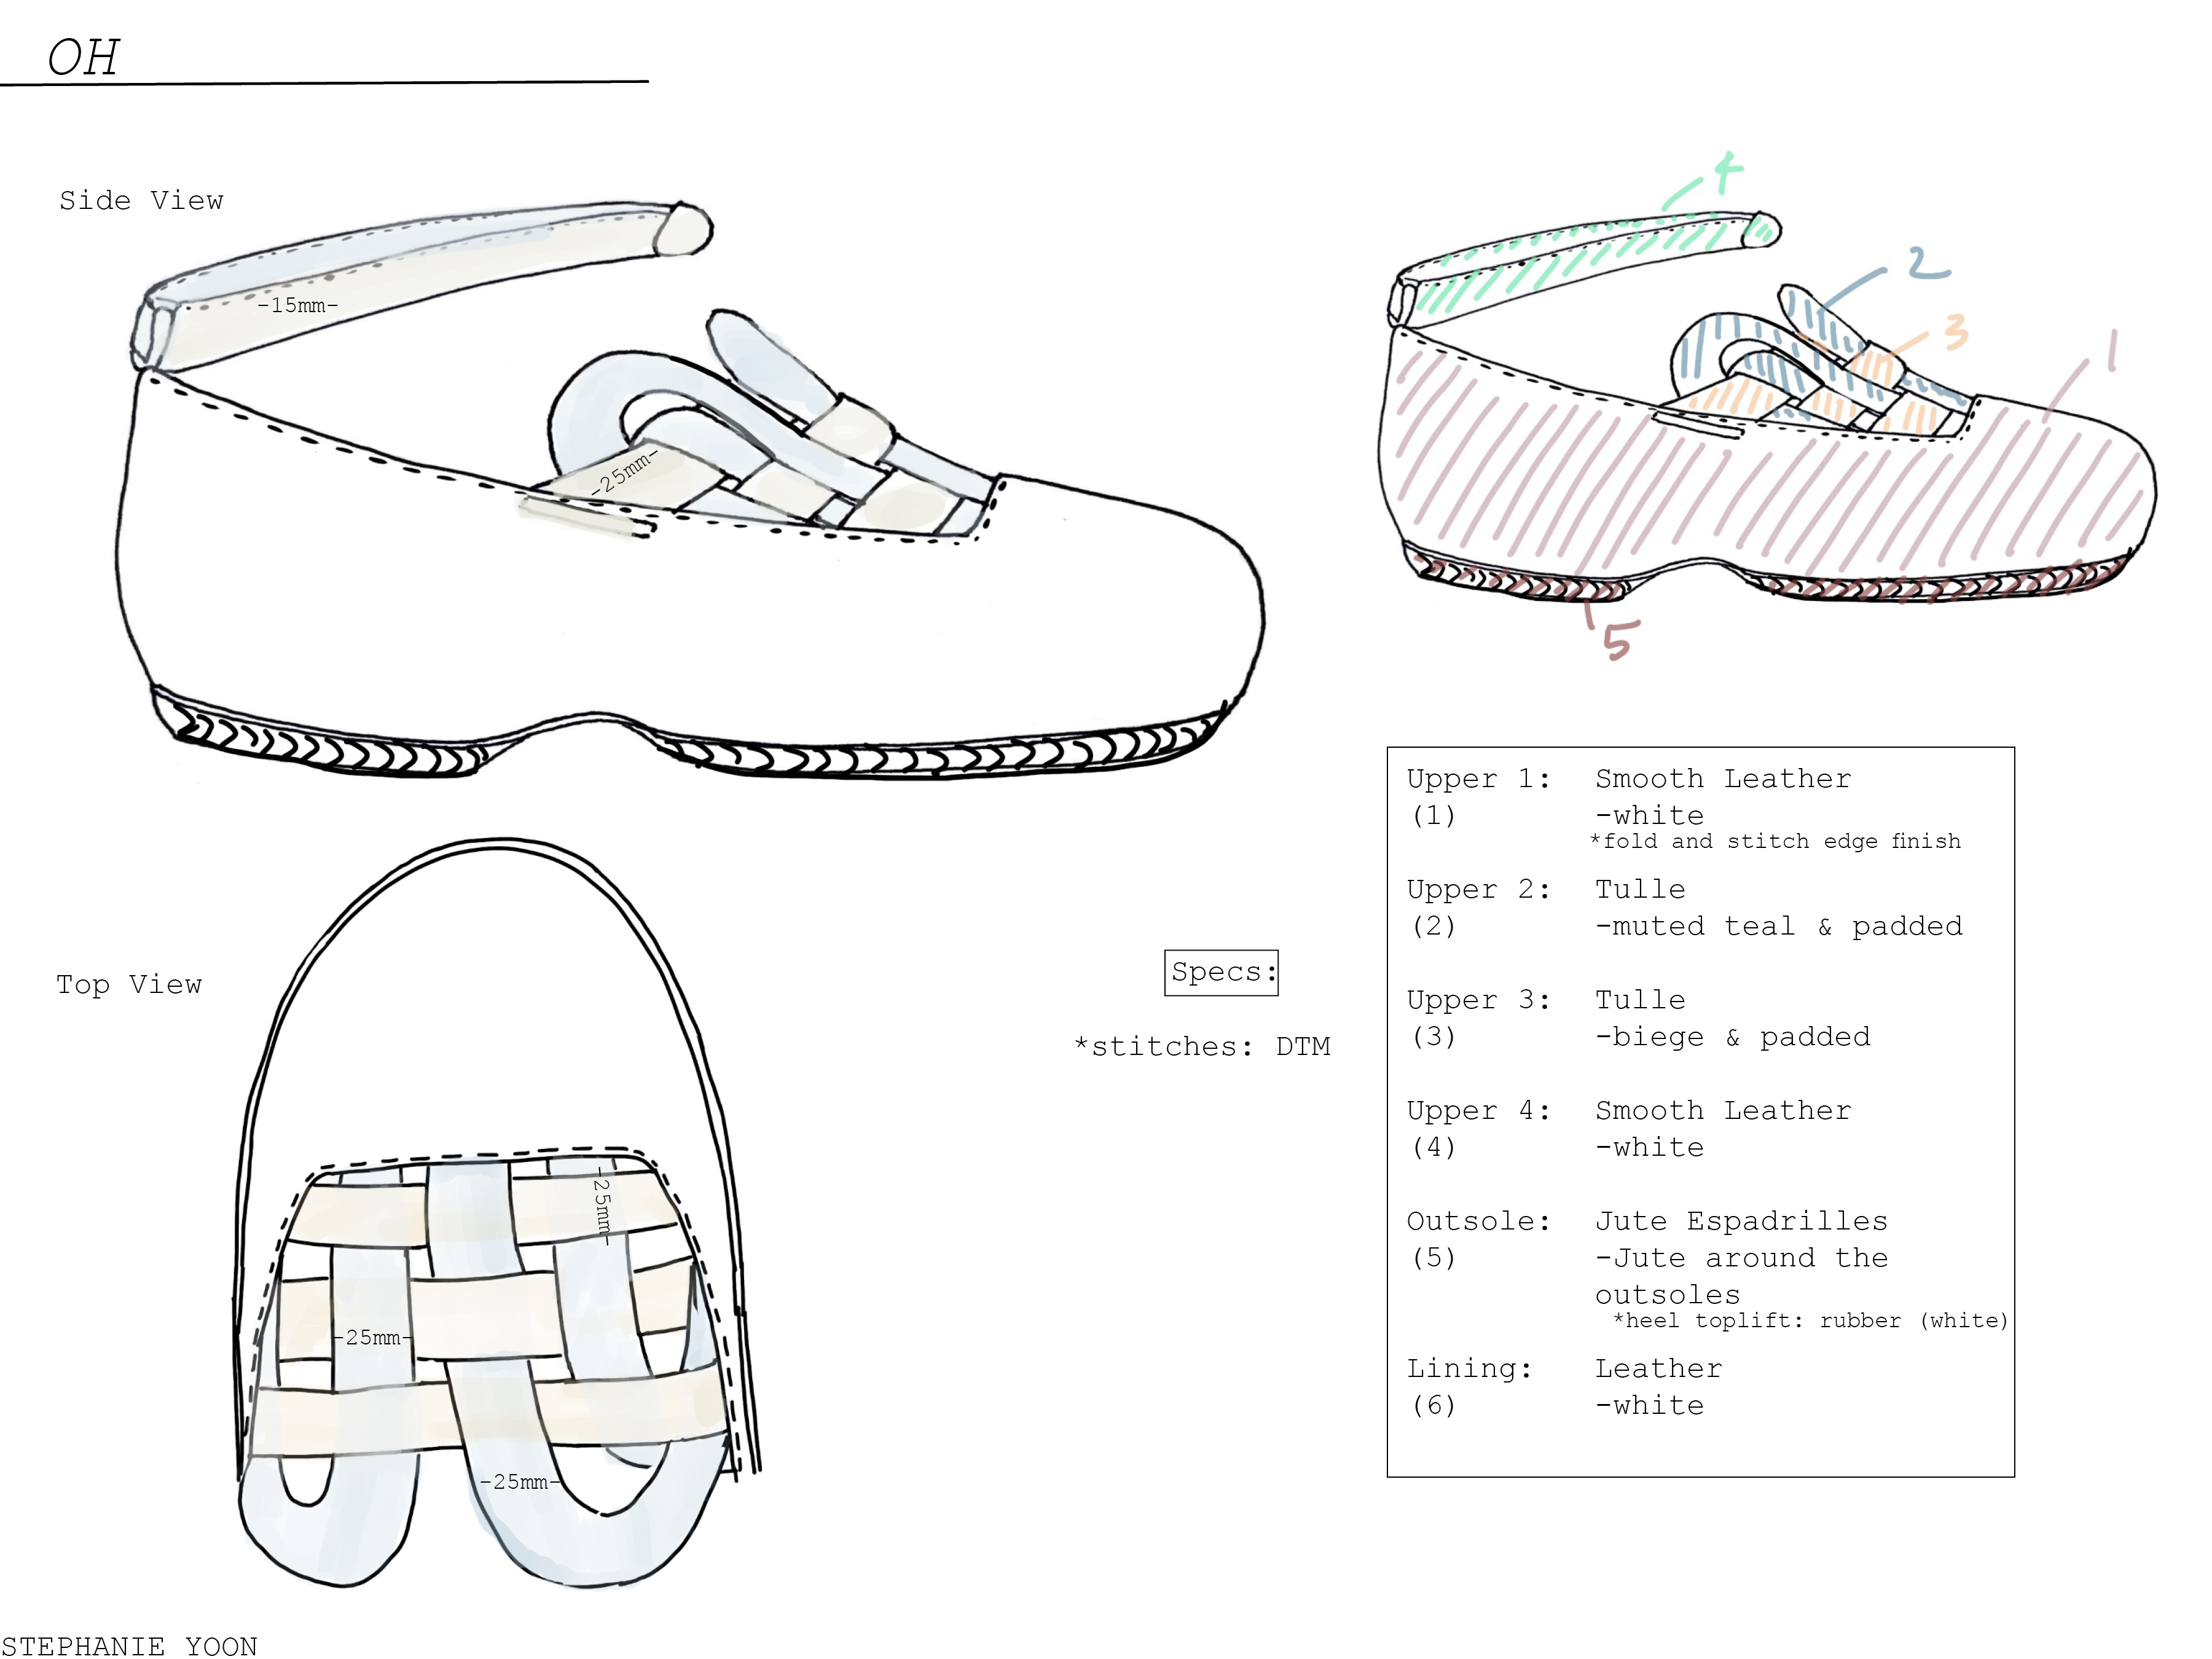 OH
Side View
-15mm-
-25mm-
4
2
3
1
5
Top View
-25mm-
-25mm-
-25mm-
Specs:
*stitches: DTM
Upper 1: Smooth Leather
(1) -white
*fold and stitch edge finish
Upper 2: Tulle
(2) -muted teal & padded
Upper 3: Tulle
(3) -biege & padded
Upper 4: Smooth Leather
(4) -white
Outsole: Jute Espadrilles
(5) -Jute around the
outsoles
*heel toplift: rubber (white)
Lining: Leather
(6) -white
STEPHANIE YOON